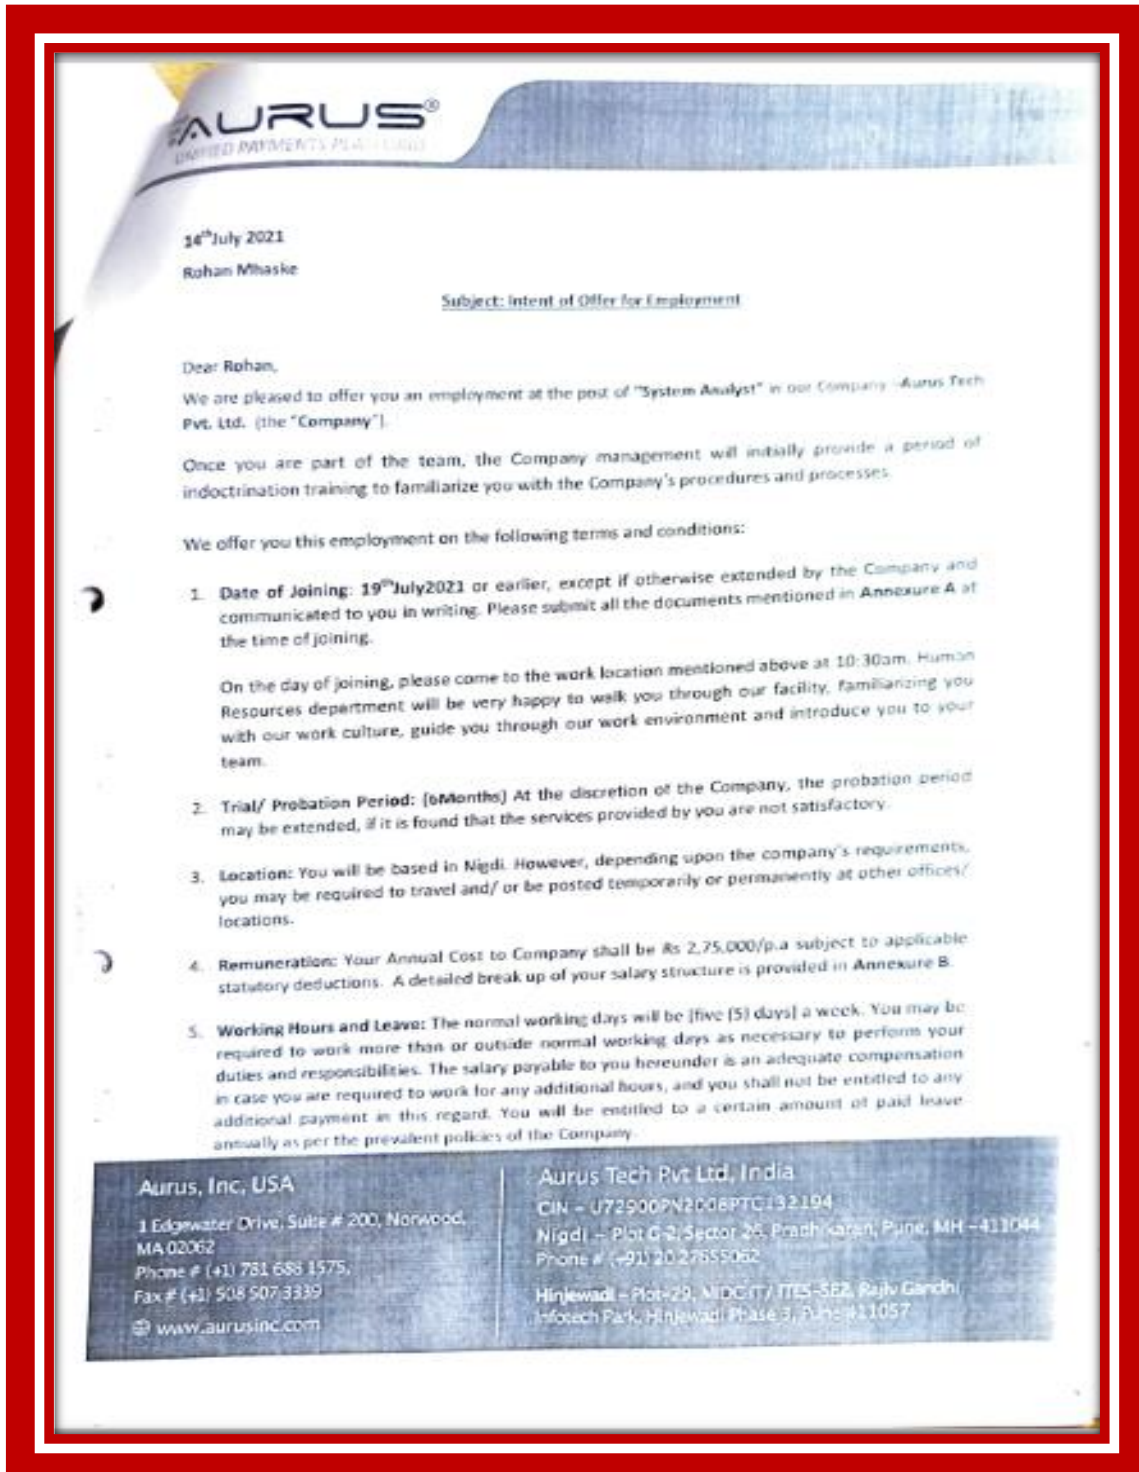 AURUS®
UNIFIED PAYMENTS PLATFORM
14thJuly 2021
Rohan Mhaske
Subject: Intent of Offer for Employment
Dear Rohan,
We are pleased to offer you an employment at the post of "System Analyst" in our Company -Aurus Tech
Pvt. Ltd. (the "Company").
Once you are part of the team, the Company management will initially provide a period of
indoctrination training to familiarize you with the Company's procedures and processes.
We offer you this employment on the following terms and conditions:
1. Date of Joining: 19thJuly2021 or earlier, except if otherwise extended by the Company and
communicated to you in writing. Please submit all the documents mentioned in Annexure A at
the time of joining.
On the day of joining, please come to the work location mentioned above at 10:30am. Human
Resources department will be very happy to walk you through our facility, familiarizing you
with our work culture, guide you through our work environment and introduce you to your
team.
2. Trial/ Probation Period: [6Months] At the discretion of the Company, the probation period
may be extended, if it is found that the services provided by you are not satisfactory.
3. Location: You will be based in Nigdi. However, depending upon the company's requirements,
you may be required to travel and/ or be posted temporarily or permanently at other offices/
locations.
4. Remuneration: Your Annual Cost to Company shall be Rs 2,75,000/p.a subject to applicable
statutory deductions. A detailed break up of your salary structure is provided in Annexure B.
5. Working Hours and Leave: The normal working days will be [five (5) days] a week. You may be
required to work more than or outside normal working days as necessary to perform your
duties and responsibilities. The salary payable to you hereunder is an adequate compensation
in case you are required to work for any additional hours, and you shall not be entitled to any
additional payment in this regard. You will be entitled to a certain amount of paid leave
annually as per the prevalent policies of the Company.
Aurus, Inc, USA
1 Edgewater Drive, Suite # 200, Norwood,
MA 02062
Phone # (+1) 781 688 1575,
Fax # (+1) 508 507 3339
www.aurusinc.com
Aurus Tech Pvt Ltd, India
CIN – U72900PN2008PTC132194
Nigdi – Plot G-2, Sector 26, Pradhikaran, Pune, MH – 411044
Phone # (+91) 20 27655062
Hinjewadi – Plot-29, MIDC IT/ ITES-SEZ, Rajiv Gandhi
Infotech Park, Hinjewadi Phase 3, Pune 411057